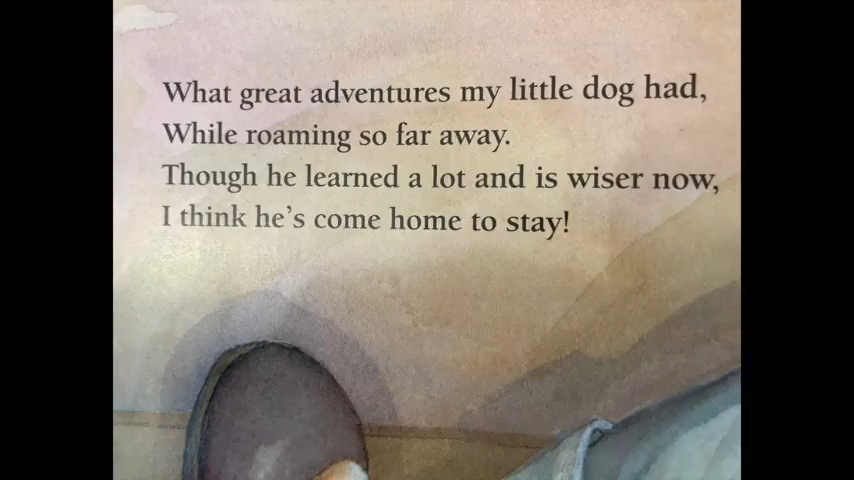 What great adventures my little dog had,
While roaming so far away.
Though he learned a lot and is wiser now,
I think he's come home to stay!